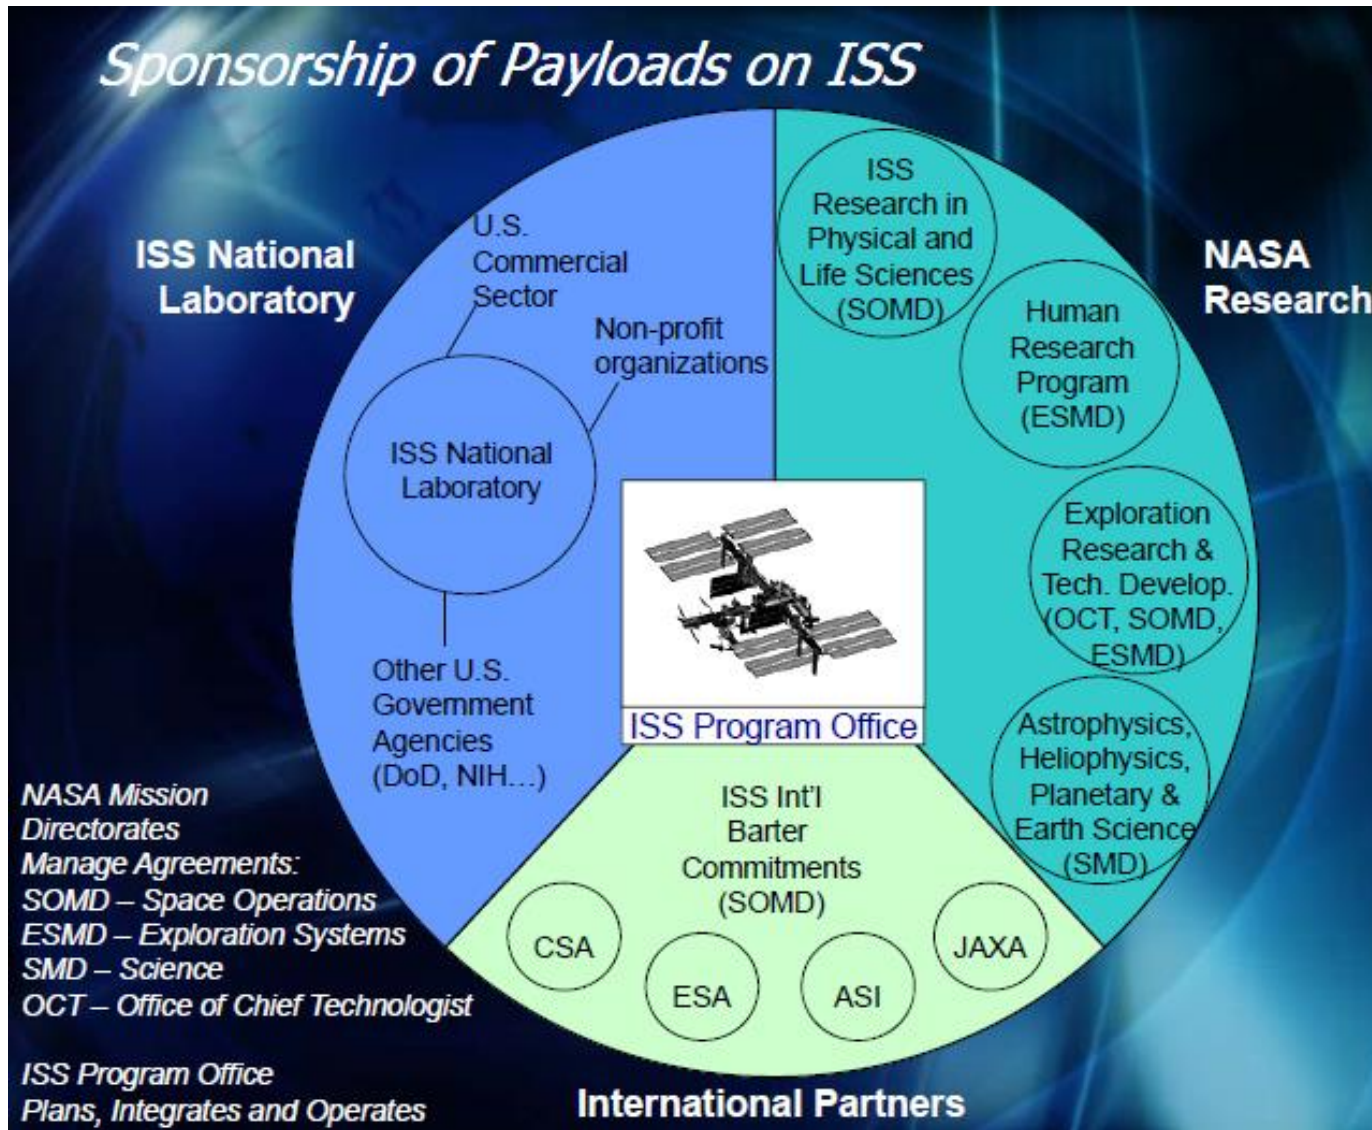 Sponsorship of Payloads on ISS
ISS National
Laboratory
U.S.
Commercial
Sector
Non-profit
organizations
ISS National
Laboratory
Other U.S.
Government
Agencies
(DoD, NIH…)
ISS
Research in
Physical and
Life Sciences
(SOMD)
NASA
Research
Human
Research
Program
(ESMD)
Exploration
Research &
Tech. Develop.
(OCT, SOMD,
ESMD)
Astrophysics,
Heliophysics,
Planetary &
Earth Science
(SMD)
ISS Program Office
ISS Int'l
Barter
Commitments
(SOMD)
CSA
ESA
ASI
JAXA
International Partners
NASA Mission
Directorates
Manage Agreements:
SOMD – Space Operations
ESMD – Exploration Systems
SMD – Science
OCT – Office of Chief Technologist
ISS Program Office
Plans, Integrates and Operates